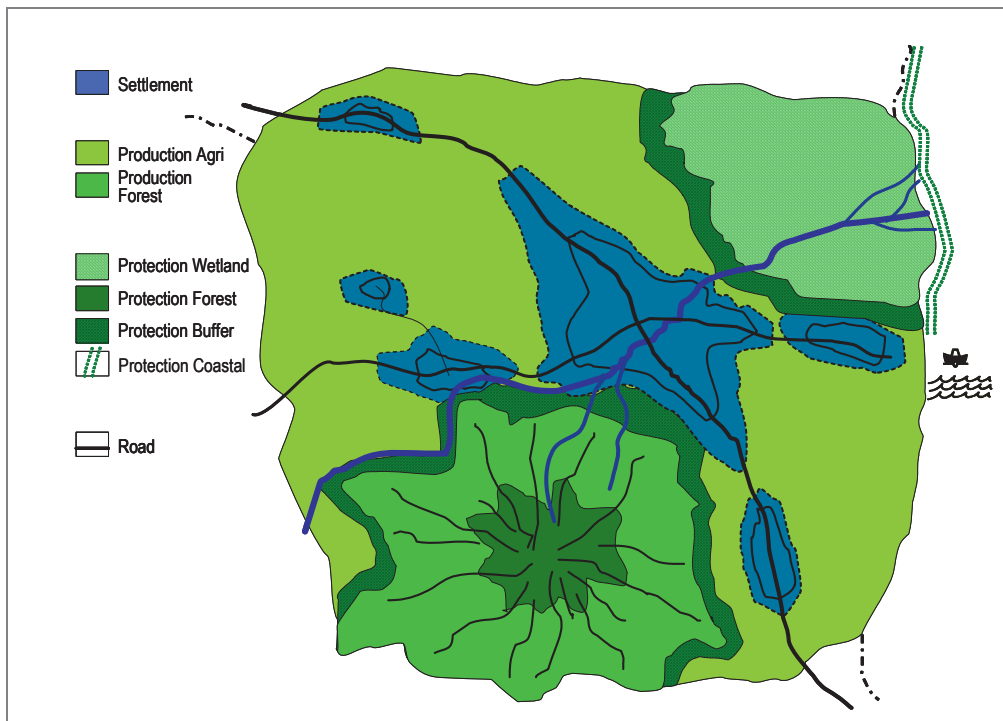 Settlement
Production Agri
Production
Forest
Protection Wetland
Protection Forest
Protection Buffer
Protection Coastal
Road